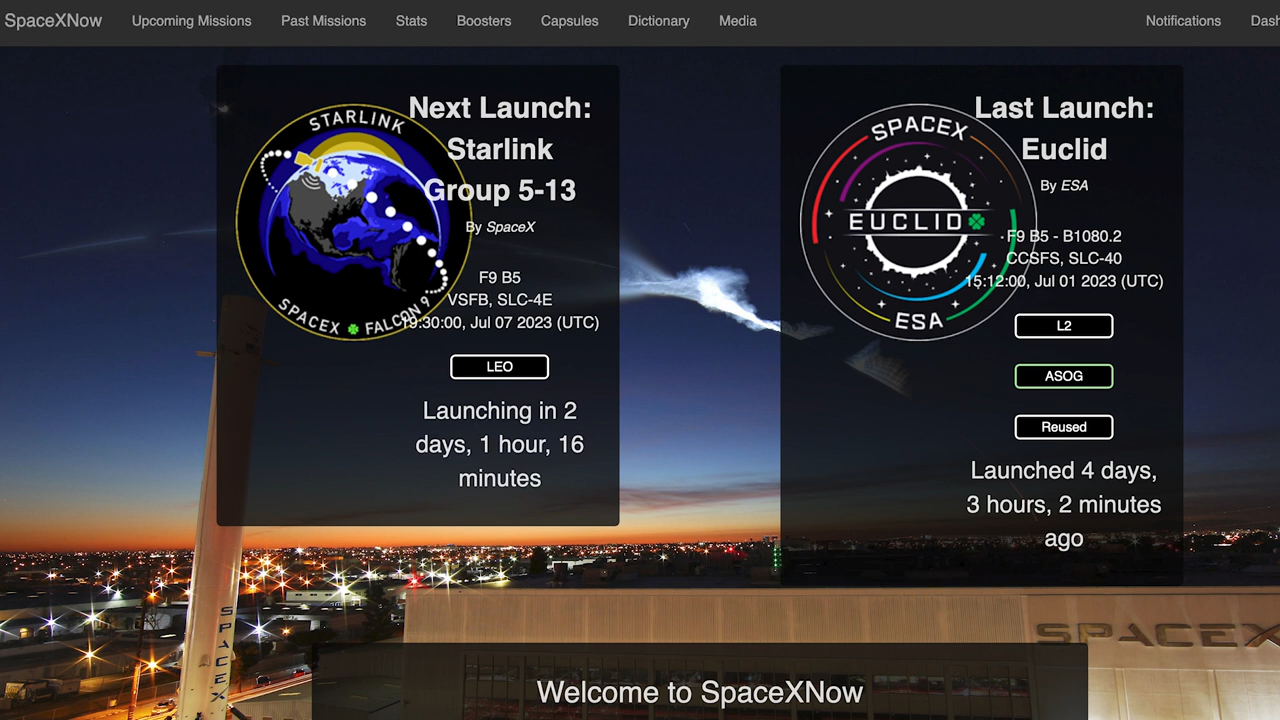 SpaceXNow Upcoming Missions Past Missions Stats Boosters Capsules Dictionary Media Notifications Dash
STARLINK
SPACEX FALCON 9
Next Launch:
Starlink
Group 5-13
By SpaceX
F9 B5
VSFB, SLC-4E
19:30:00, Jul 07 2023 (UTC)
LEO
Launching in 2
days, 1 hour, 16
minutes
SPACEX
EUCLID
ESA
Last Launch:
Euclid
By ESA
F9 B5 - B1080.2
CCSFS, SLC-40
15:12:00, Jul 01 2023 (UTC)
L2
ASOG
Reused
Launched 4 days,
3 hours, 2 minutes
ago
SPACEX
SPACEX
Welcome to SpaceXNow